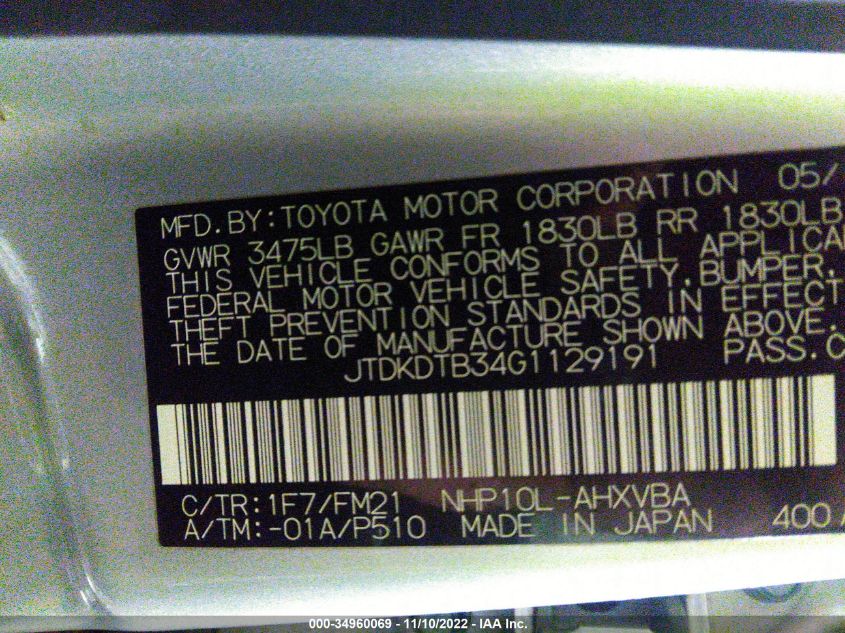 MFD.BY:TOYOTA MOTOR CORPORATION 05/
GVWR 3475LB GAWR FR 1830LB RR 1830LB
THIS VEHICLE CONFORMS TO ALL APPLICA
FEDERAL MOTOR VEHICLE SAFETY,BUMPER,
THEFT PREVENTION STANDARDS IN EFFECT
THE DATE OF MANUFACTURE SHOWN ABOVE.
JTDKDTB34G1129191 PASS.C
C/TR:1F7/FM21 NHP10L-AHXVBA
A/TM:-01A/P510 MADE IN JAPAN 400 A
000-34960069 - 11/10/2022 - IAA Inc.